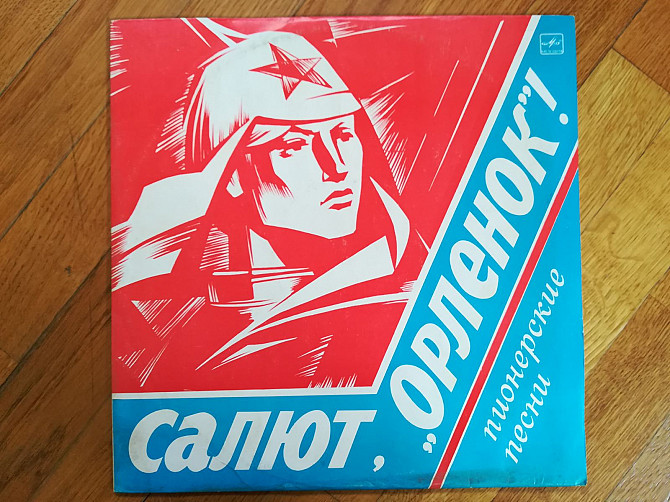 салют,
„ОРЛеНОК"!
пионерские
песни